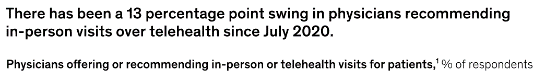 There has been a 13 percentage point swing in physicians recommending
in-person visits over telehealth since July 2020.
Physicians offering or recommending in-person or telehealth visits for patients,¹ % of respondents